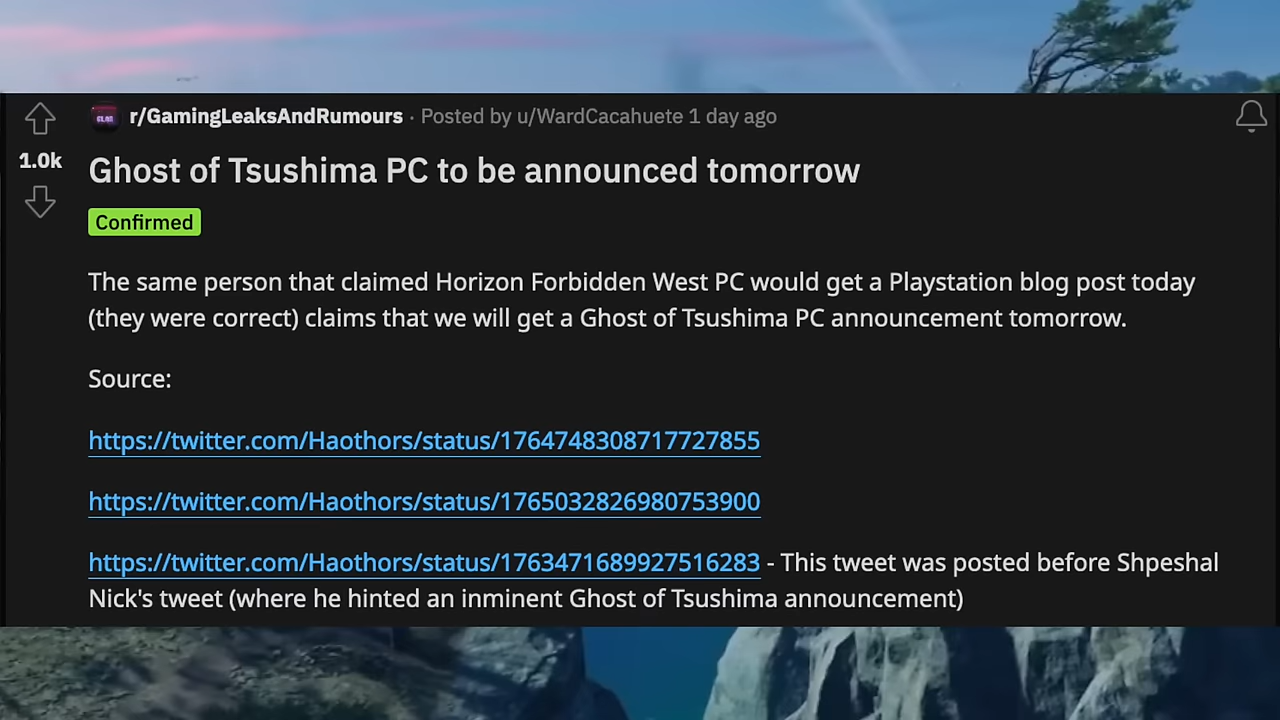 r/GamingLeaksAndRumours · Posted by u/WardCacahuete 1 day ago
1.0k
Ghost of Tsushima PC to be announced tomorrow
Confirmed
The same person that claimed Horizon Forbidden West PC would get a Playstation blog post today
(they were correct) claims that we will get a Ghost of Tsushima PC announcement tomorrow.
Source:
https://twitter.com/Haothors/status/1764748308717727855
https://twitter.com/Haothors/status/1765032826980753900
https://twitter.com/Haothors/status/1763471689927516283 - This tweet was posted before Shpeshal
Nick's tweet (where he hinted an inminent Ghost of Tsushima announcement)